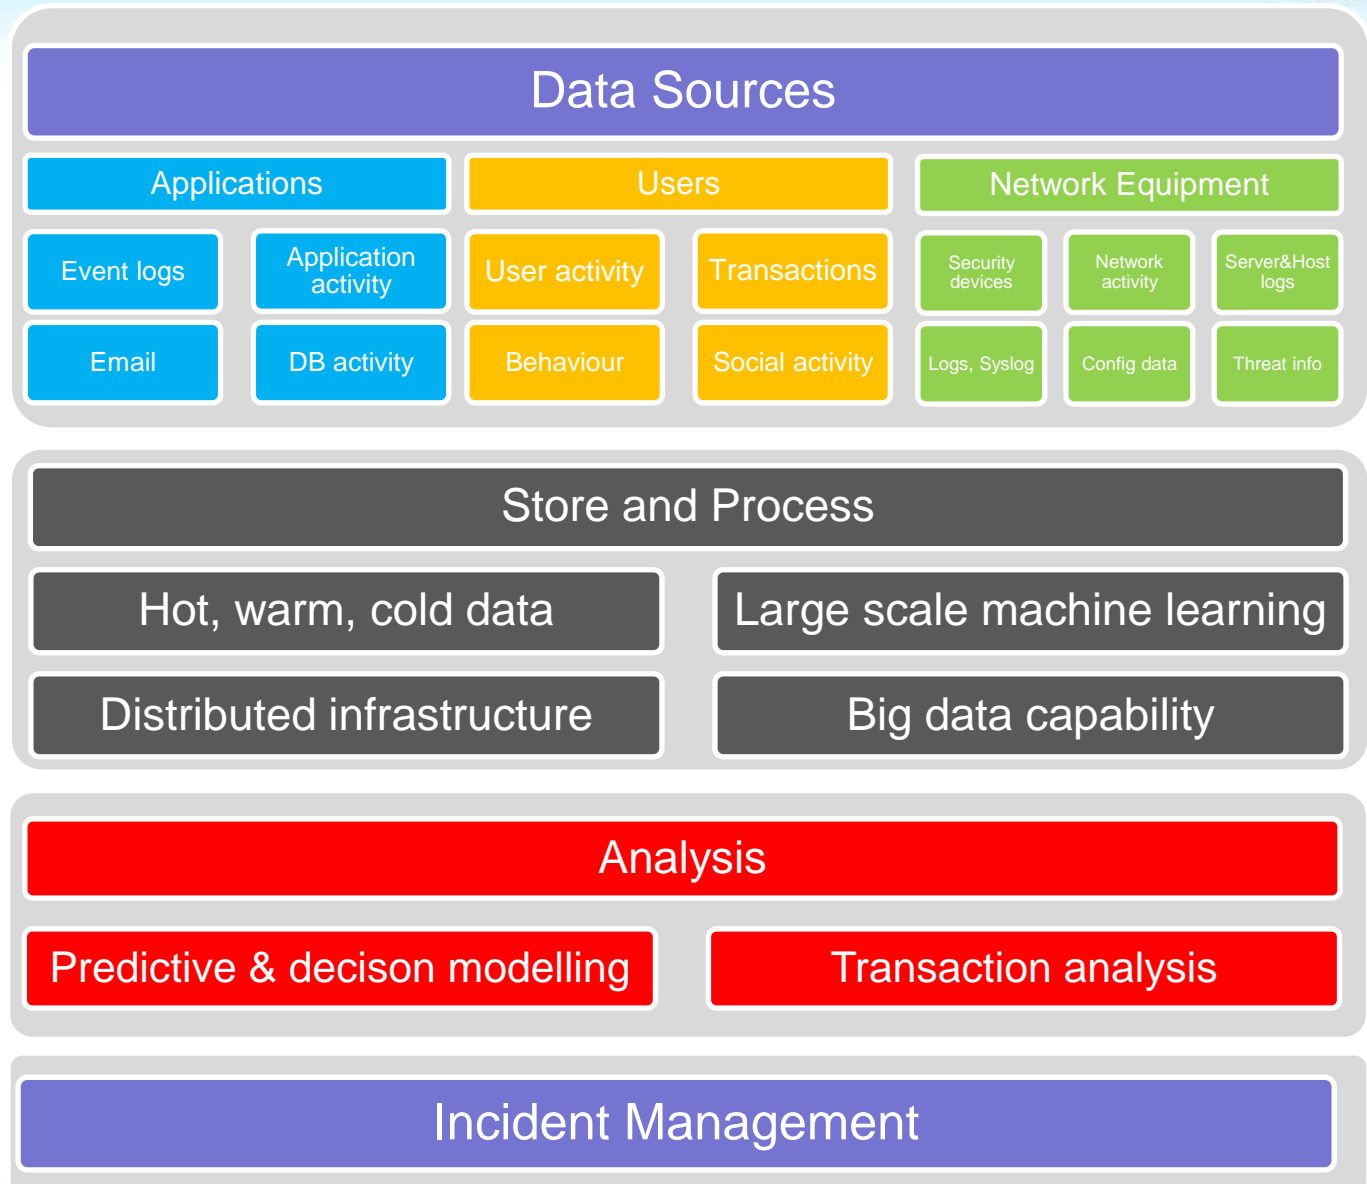 Data Sources
Applications
Users
Network Equipment
Event logs
Application
activity
User activity
Transactions
Security
devices
Network
activity
Server&Host
logs
Email
DB activity
Behaviour
Social activity
Logs, Syslog
Config data
Threat info
Store and Process
Hot, warm, cold data
Large scale machine learning
Distributed infrastructure
Big data capability
Analysis
Predictive & decison modelling
Transaction analysis
Incident Management